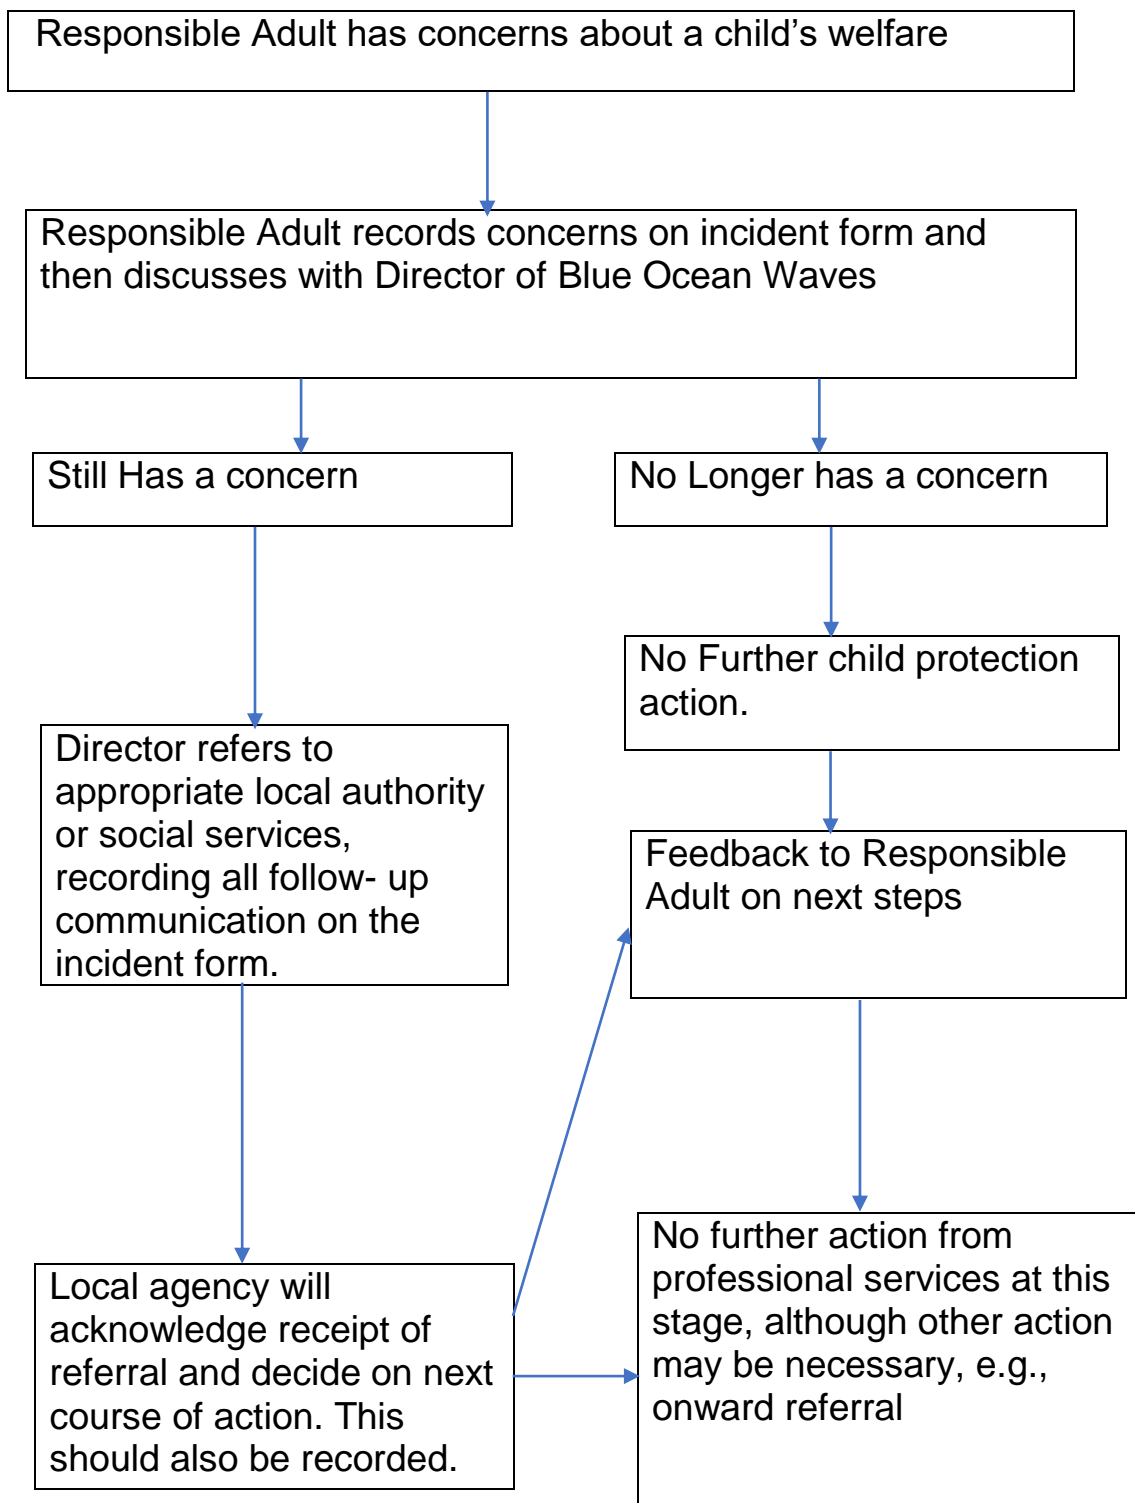 Responsible Adult has concerns about a child’s welfare
Responsible Adult records concerns on incident form and
then discusses with Director of Blue Ocean Waves
Still Has a concern
No Longer has a concern
No Further child protection
action.
Director refers to
appropriate local authority
or social services,
recording all follow- up
communication on the
incident form.
Feedback to Responsible
Adult on next steps
Local agency will
acknowledge receipt of
referral and decide on next
course of action. This
should also be recorded.
No further action from
professional services at this
stage, although other action
may be necessary, e.g.,
onward referral